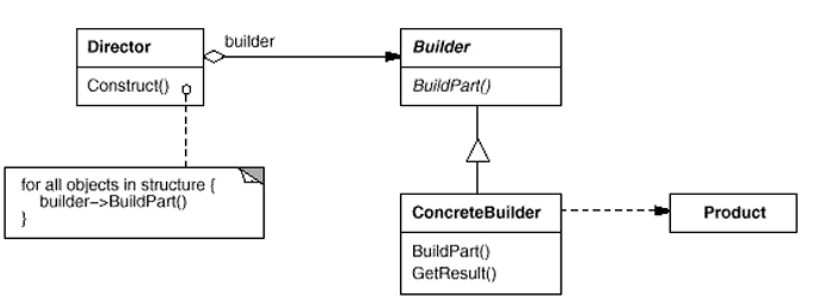 Director
builder
Builder
Construct()
BuildPart()
for all objects in structure {
builder->BuildPart()
}
ConcreteBuilder
Product
BuildPart()
GetResult()